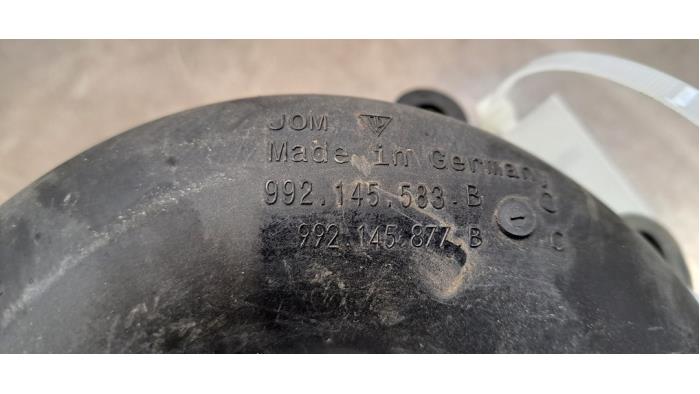 JOM
Made in Germany
992.145.583.B O
992.145.877.B C